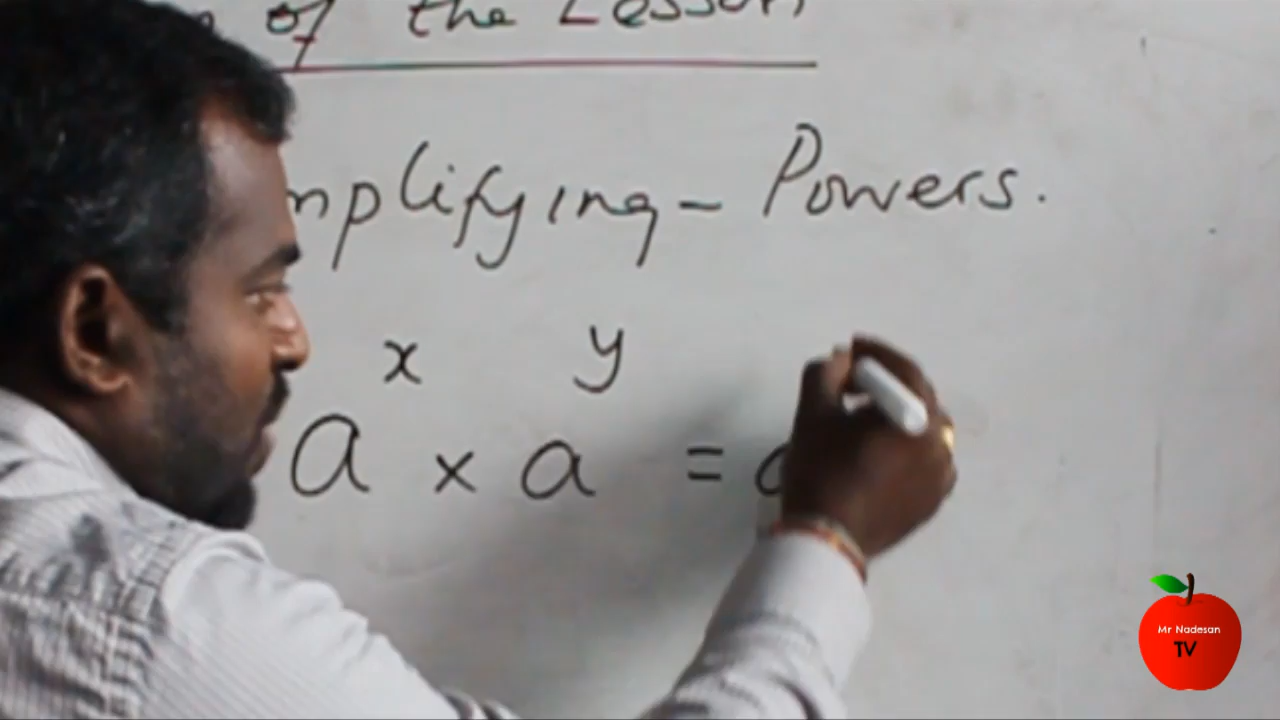 of the Lesson
mplifying - Powers.
x y
a × a = a
Mr Nadesan
TV